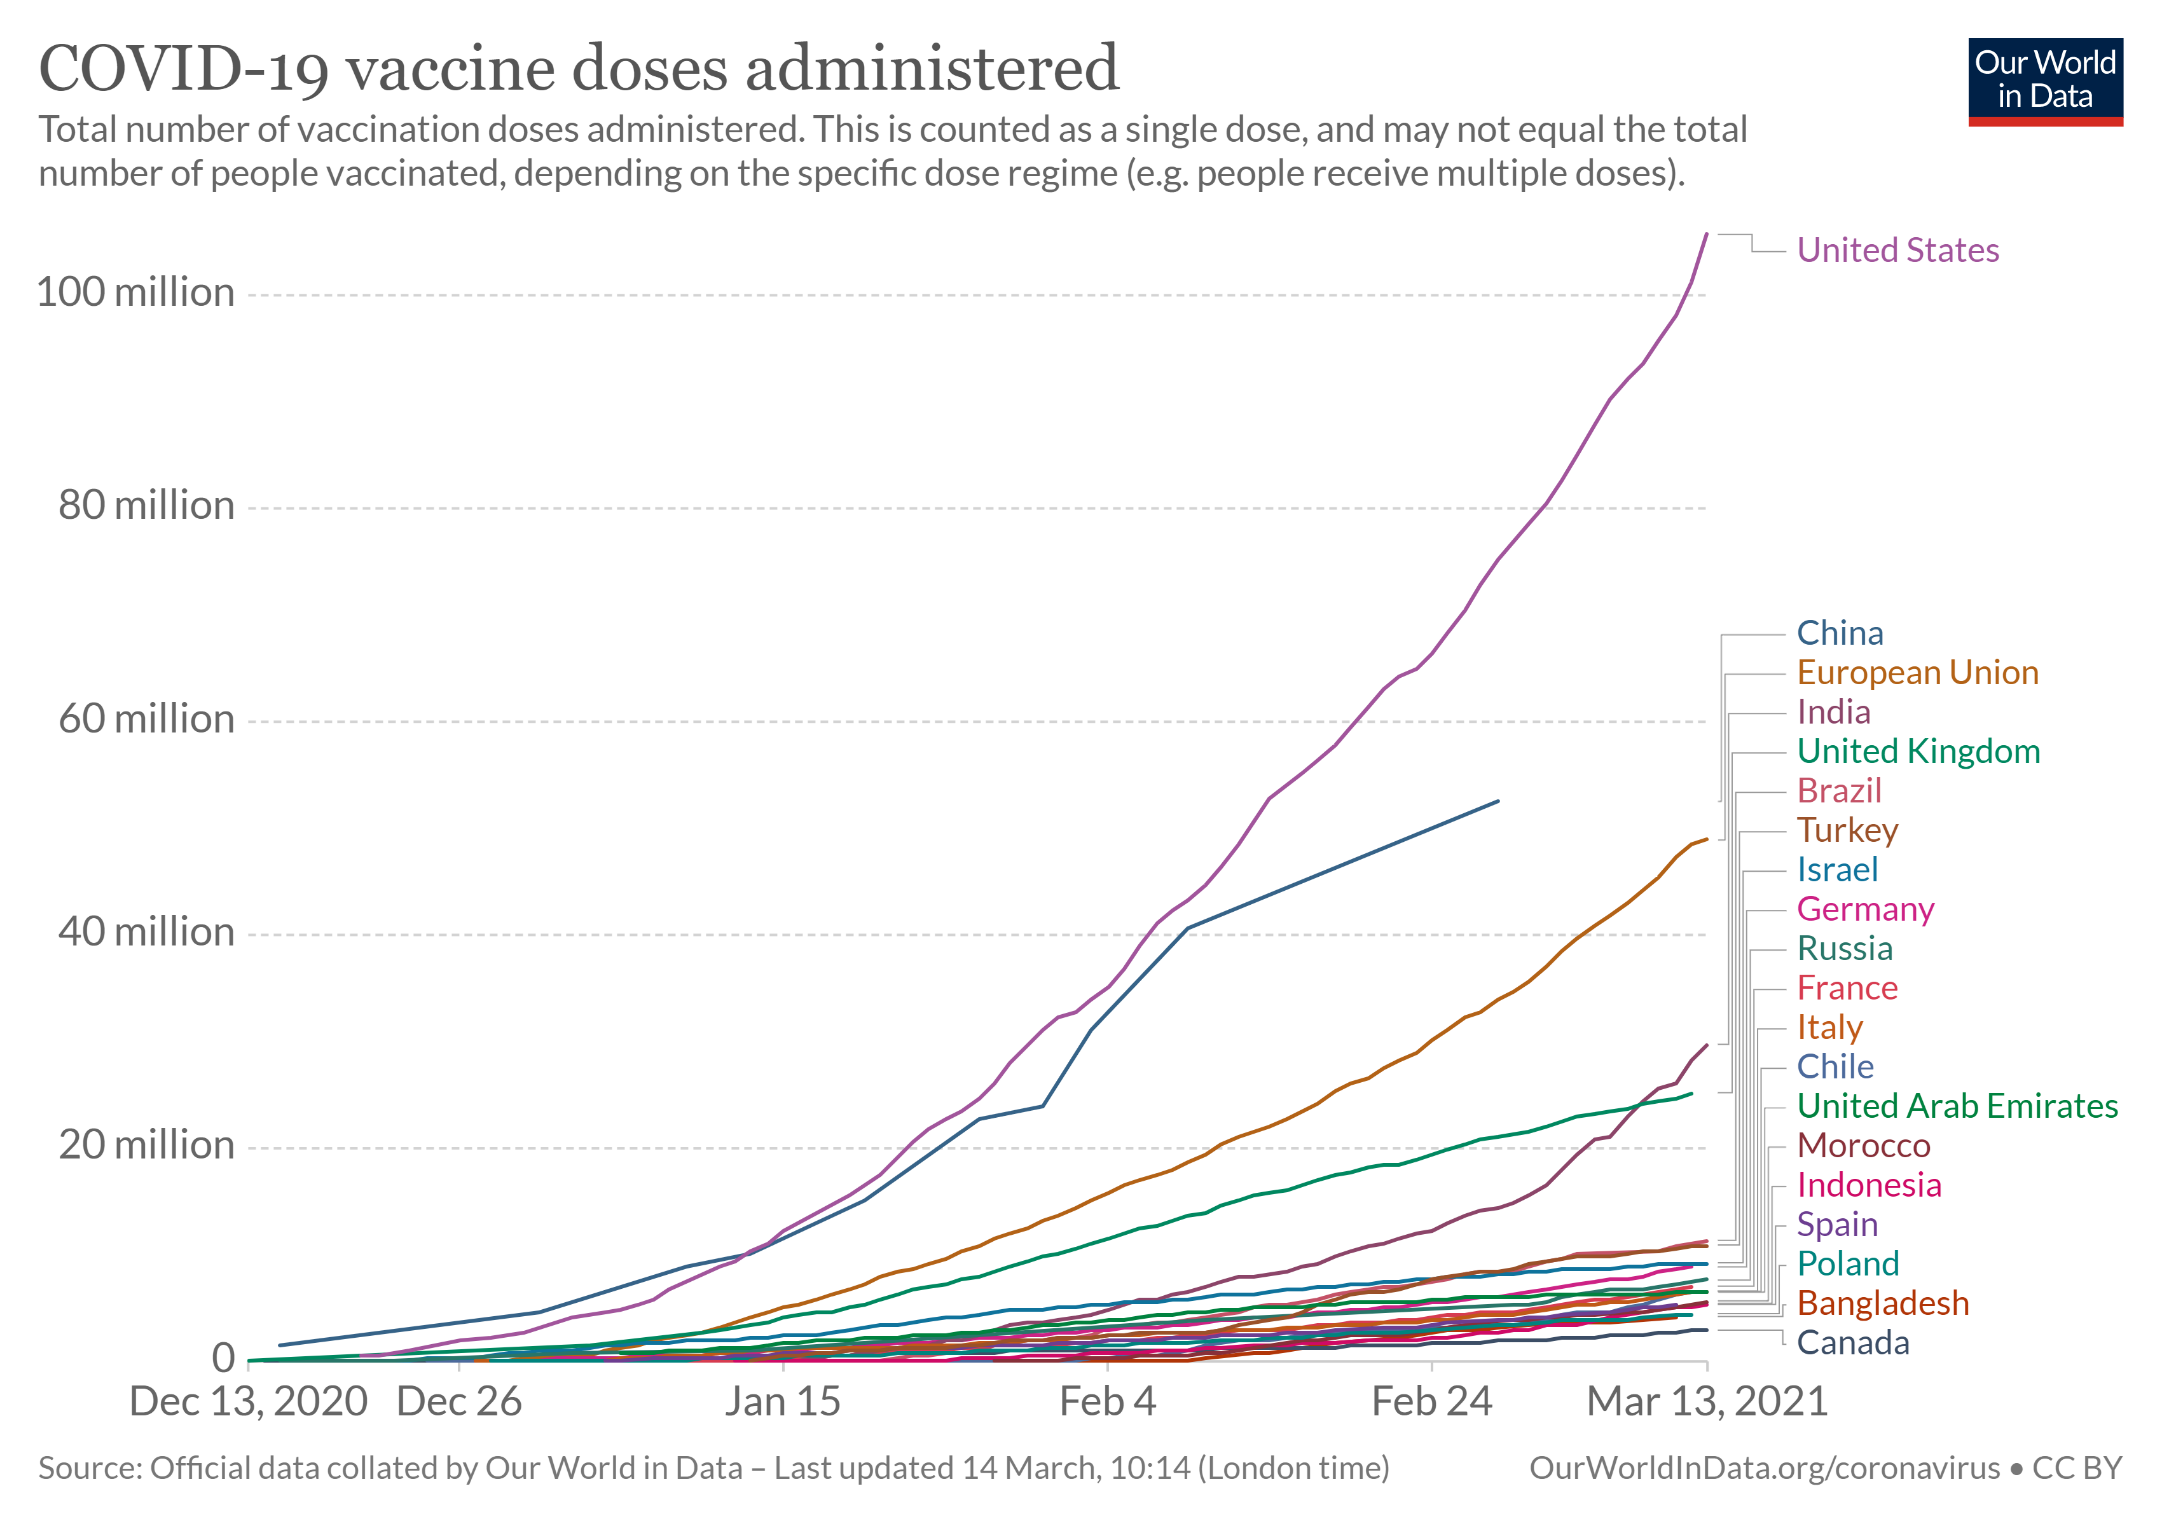 COVID-19 vaccine doses administered
Our World
in Data
Total number of vaccination doses administered. This is counted as a single dose, and may not equal the total
number of people vaccinated, depending on the specific dose regime (e.g. people receive multiple doses).
United States
100 million
80 million
China
European Union
60 million
India
United Kingdom
Brazil
Turkey
Israel
Germany
40 million
Russia
France
Italy
Chile
United Arab Emirates
20 million
Morocco
Indonesia
Spain
Poland
Bangladesh
Canada
0
Dec 13, 2020
Dec 26
Jan 15
Feb 4
Feb 24
Mar 13, 2021
Source: Official data collated by Our World in Data – Last updated 14 March, 10:14 (London time)
OurWorldInData.org/coronavirus • CC BY